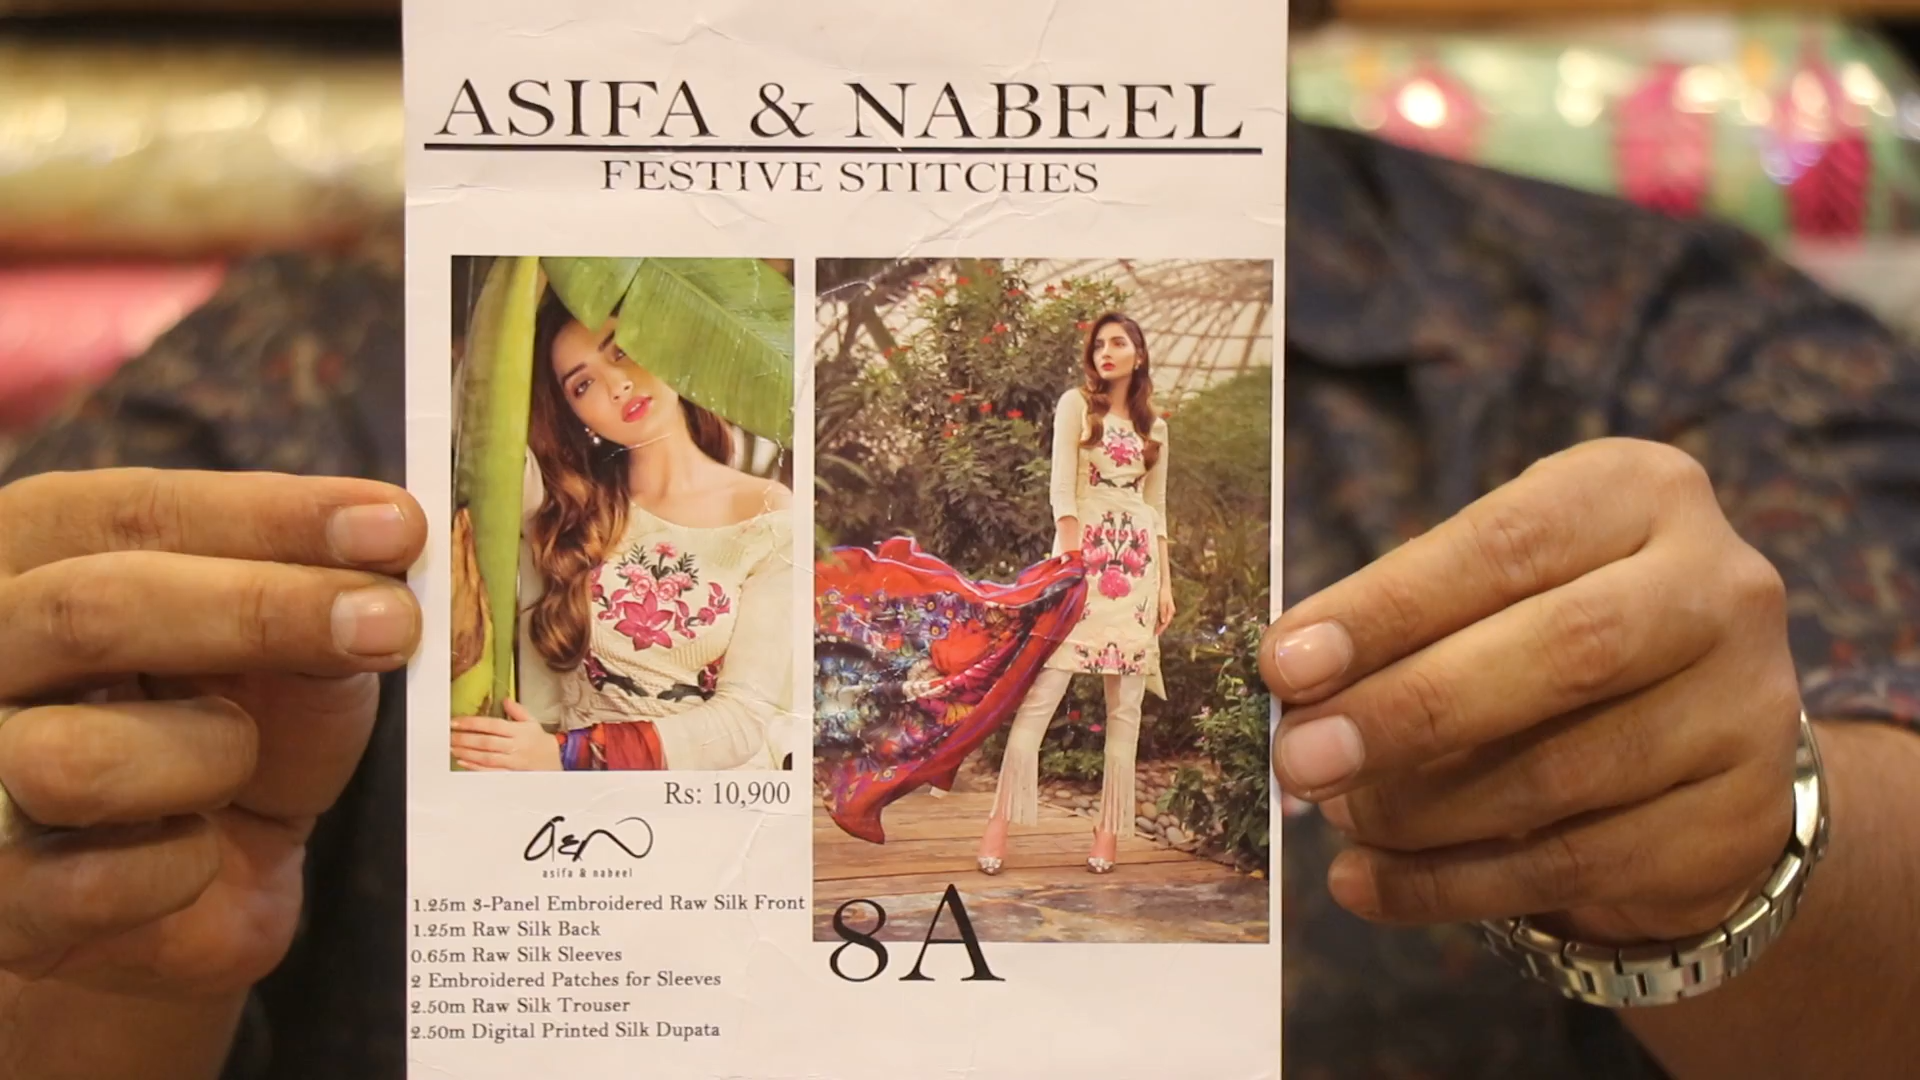 ASIFA & NABEEL
FESTIVE STITCHES
Rs: 10,900
a&n
asifa & nabeel
1.25m 3-Panel Embroidered Raw Silk Front
1.25m Raw Silk Back
0.65m Raw Silk Sleeves
2 Embroidered Patches for Sleeves
2.50m Raw Silk Trouser
2.50m Digital Printed Silk Dupata
8A